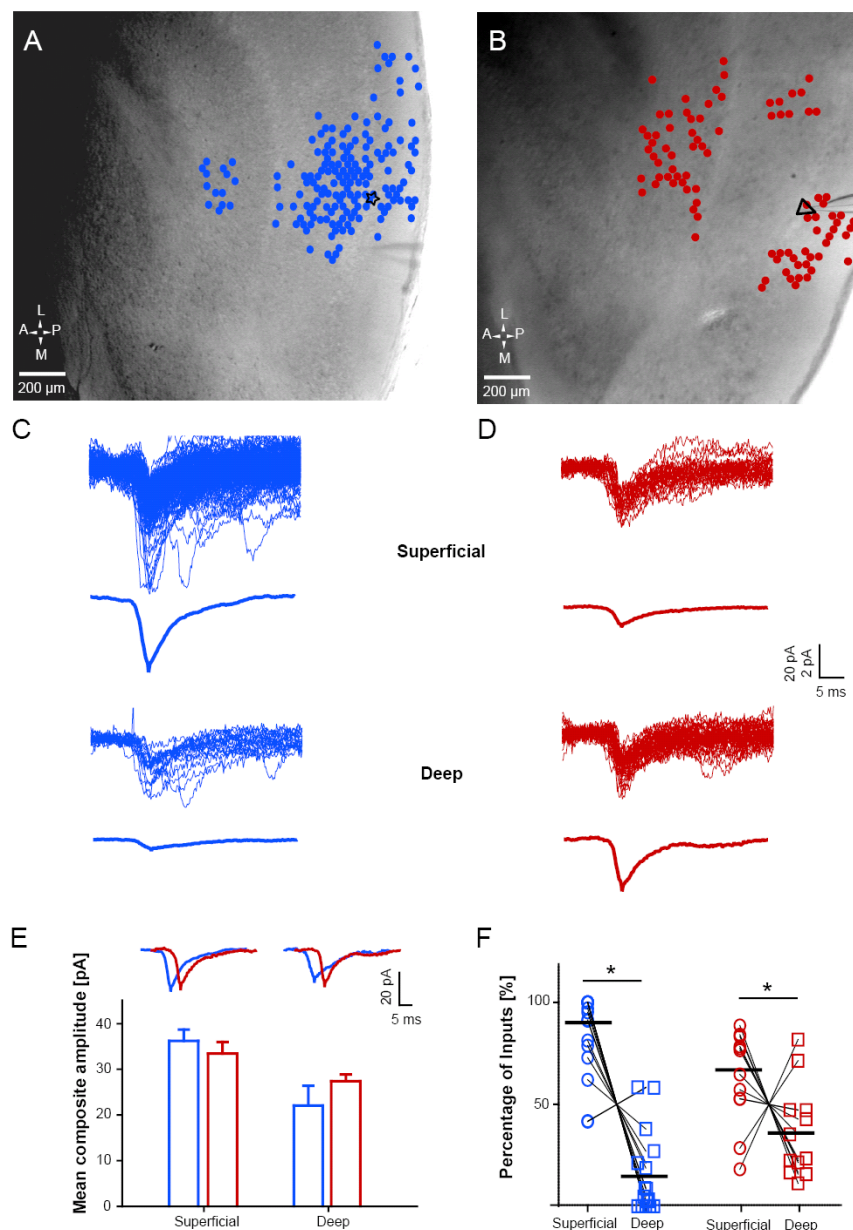 A
B
L
A P
M
200 µm
L
A P
M
200 µm
C
D
Superficial
20 pA
2 pA
5 ms
Deep
E
F
Mean composite amplitude [pA]
20 pA
5 ms
40
30
20
10
0
Superficial Deep
Percentage of Inputs [%]
*
*
100
50
0
Superficial Deep Superficial Deep